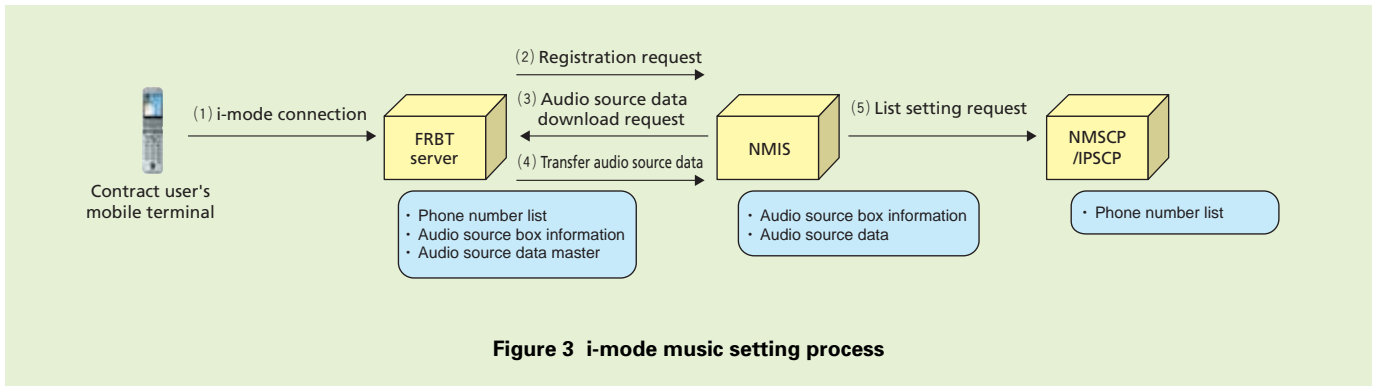 (1) i-mode connection
Contract user's
mobile terminal
FRBT
server
(2) Registration request
(3) Audio source data
download request
(4) Transfer audio source data
NMIS
(5) List setting request
NMSCP
/IPSCP
・ Phone number list
・ Audio source box information
・ Audio source data master
・ Audio source box information
・ Audio source data
・ Phone number list
Figure 3 i-mode music setting process